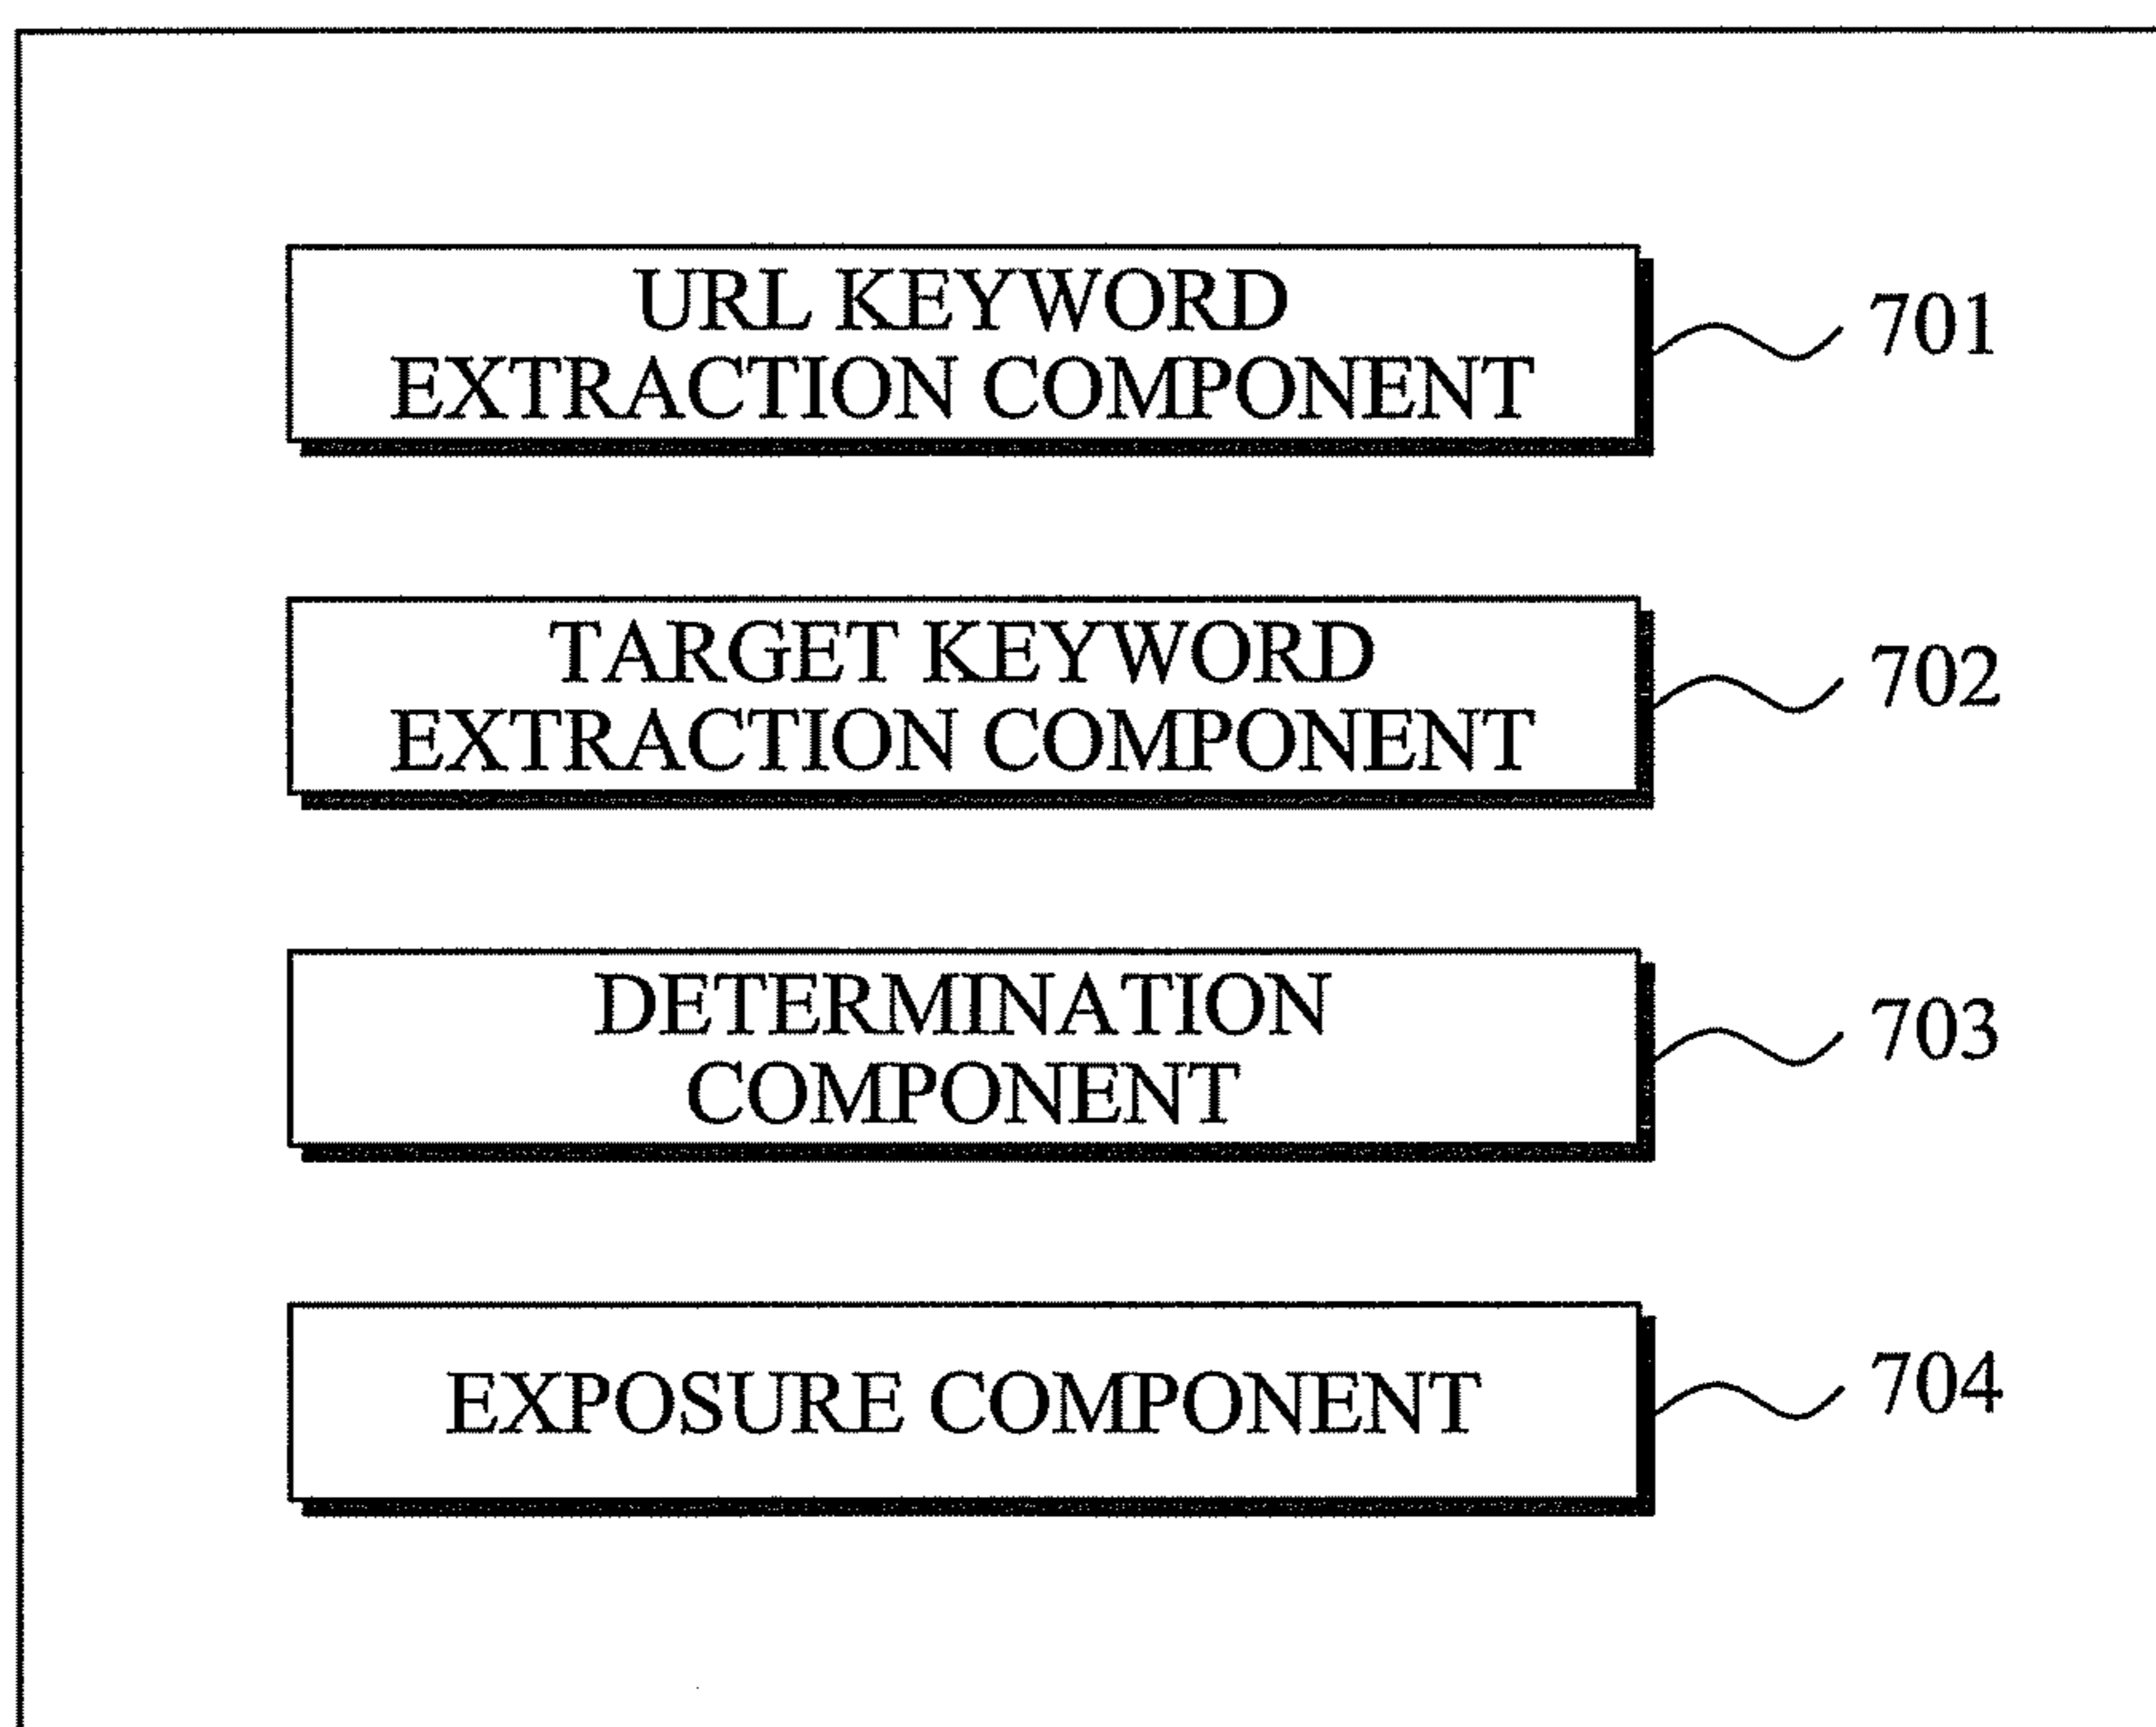 URL KEYWORD
EXTRACTION COMPONENT
701
TARGET KEYWORD
EXTRACTION COMPONENT
702
DETERMINATION
COMPONENT
703
EXPOSURE COMPONENT
704